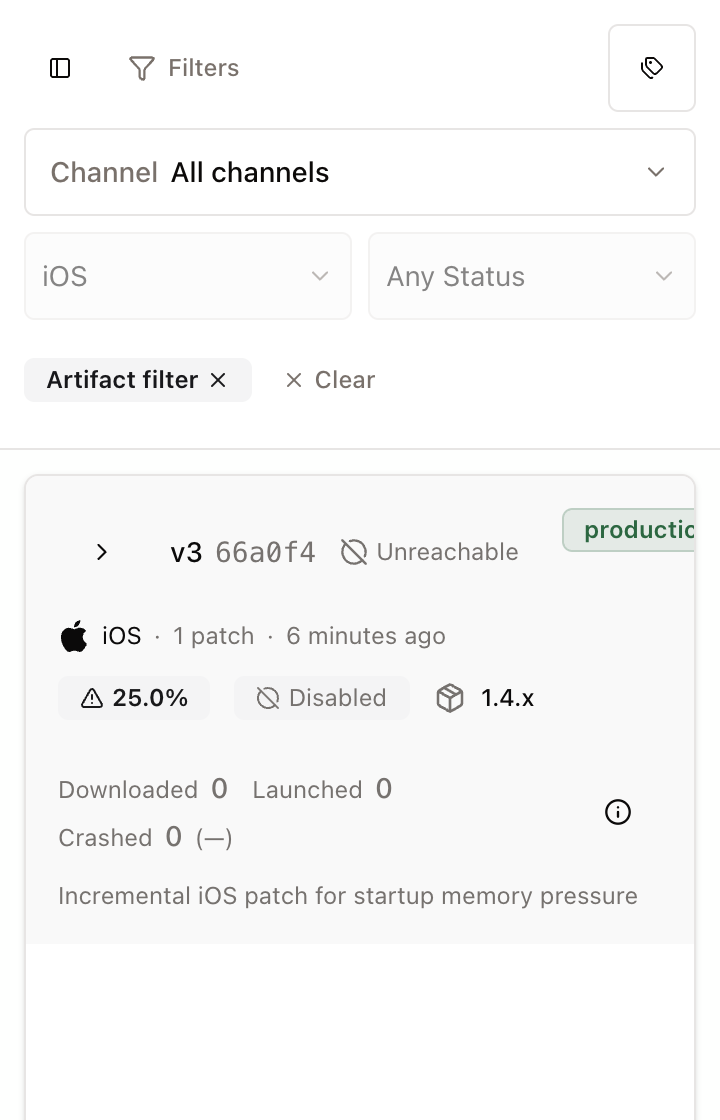 Filters
Channel All channels
iOS Any Status
Artifact filter Clear
v3 66a0f4 Unreachable productio
iOS · 1 patch · 6 minutes ago
25.0% Disabled 1.4.x
Downloaded 0 Launched 0
Crashed 0 (—)
Incremental iOS patch for startup memory pressure